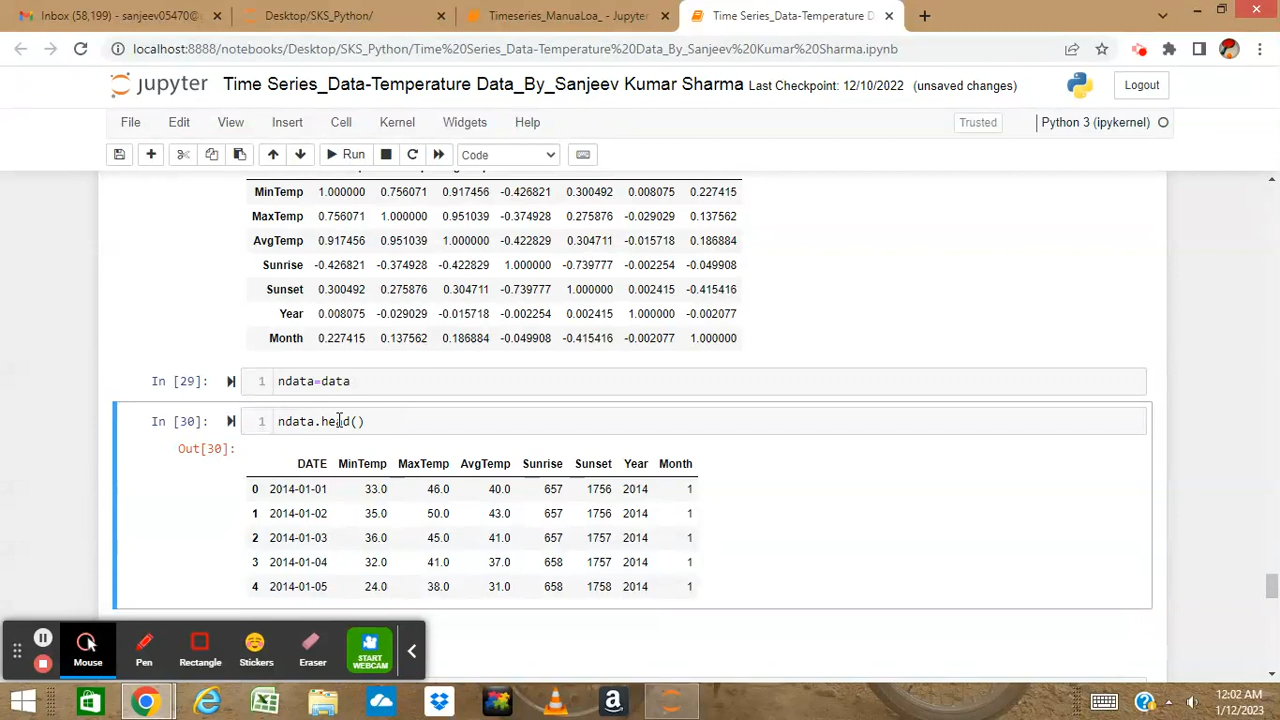 Inbox (58,199) - sanjeev05470@
Desktop/SKS_Python/
Timeseries_ManuaLoa_ - Jupyter
Time Series_Data-Temperature D
localhost:8888/notebooks/Desktop/SKS_Python/Time%20Series_Data-Temperature%20Data_By_Sanjeev%20Kumar%20Sharma.ipynb
jupyter Time Series_Data-Temperature Data_By_Sanjeev Kumar Sharma Last Checkpoint: 12/10/2022 (unsaved changes) Logout
File Edit View Insert Cell Kernel Widgets Help Trusted Python 3 (ipykernel)
Run Code
MinTemp 1.000000 0.756071 0.917456 -0.426821 0.300492 0.008075 0.227415
MaxTemp 0.756071 1.000000 0.951039 -0.374928 0.275876 -0.029029 0.137562
AvgTemp 0.917456 0.951039 1.000000 -0.422829 0.304711 -0.015718 0.186884
Sunrise -0.426821 -0.374928 -0.422829 1.000000 -0.739777 -0.002254 -0.049908
Sunset 0.300492 0.275876 0.304711 -0.739777 1.000000 0.002415 -0.415416
Year 0.008075 -0.029029 -0.015718 -0.002254 0.002415 1.000000 -0.002077
Month 0.227415 0.137562 0.186884 -0.049908 -0.415416 -0.002077 1.000000
In [29]: 1 ndata=data
In [30]: 1 ndata.head()
Out[30]:
DATE MinTemp MaxTemp AvgTemp Sunrise Sunset Year Month
0 2014-01-01 33.0 46.0 40.0 657 1756 2014 1
1 2014-01-02 35.0 50.0 43.0 657 1756 2014 1
2 2014-01-03 36.0 45.0 41.0 657 1757 2014 1
3 2014-01-04 32.0 41.0 37.0 658 1757 2014 1
4 2014-01-05 24.0 38.0 31.0 658 1758 2014 1
Mouse Pen Rectangle Stickers Eraser START WEBCAM
12:02 AM
1/12/2023